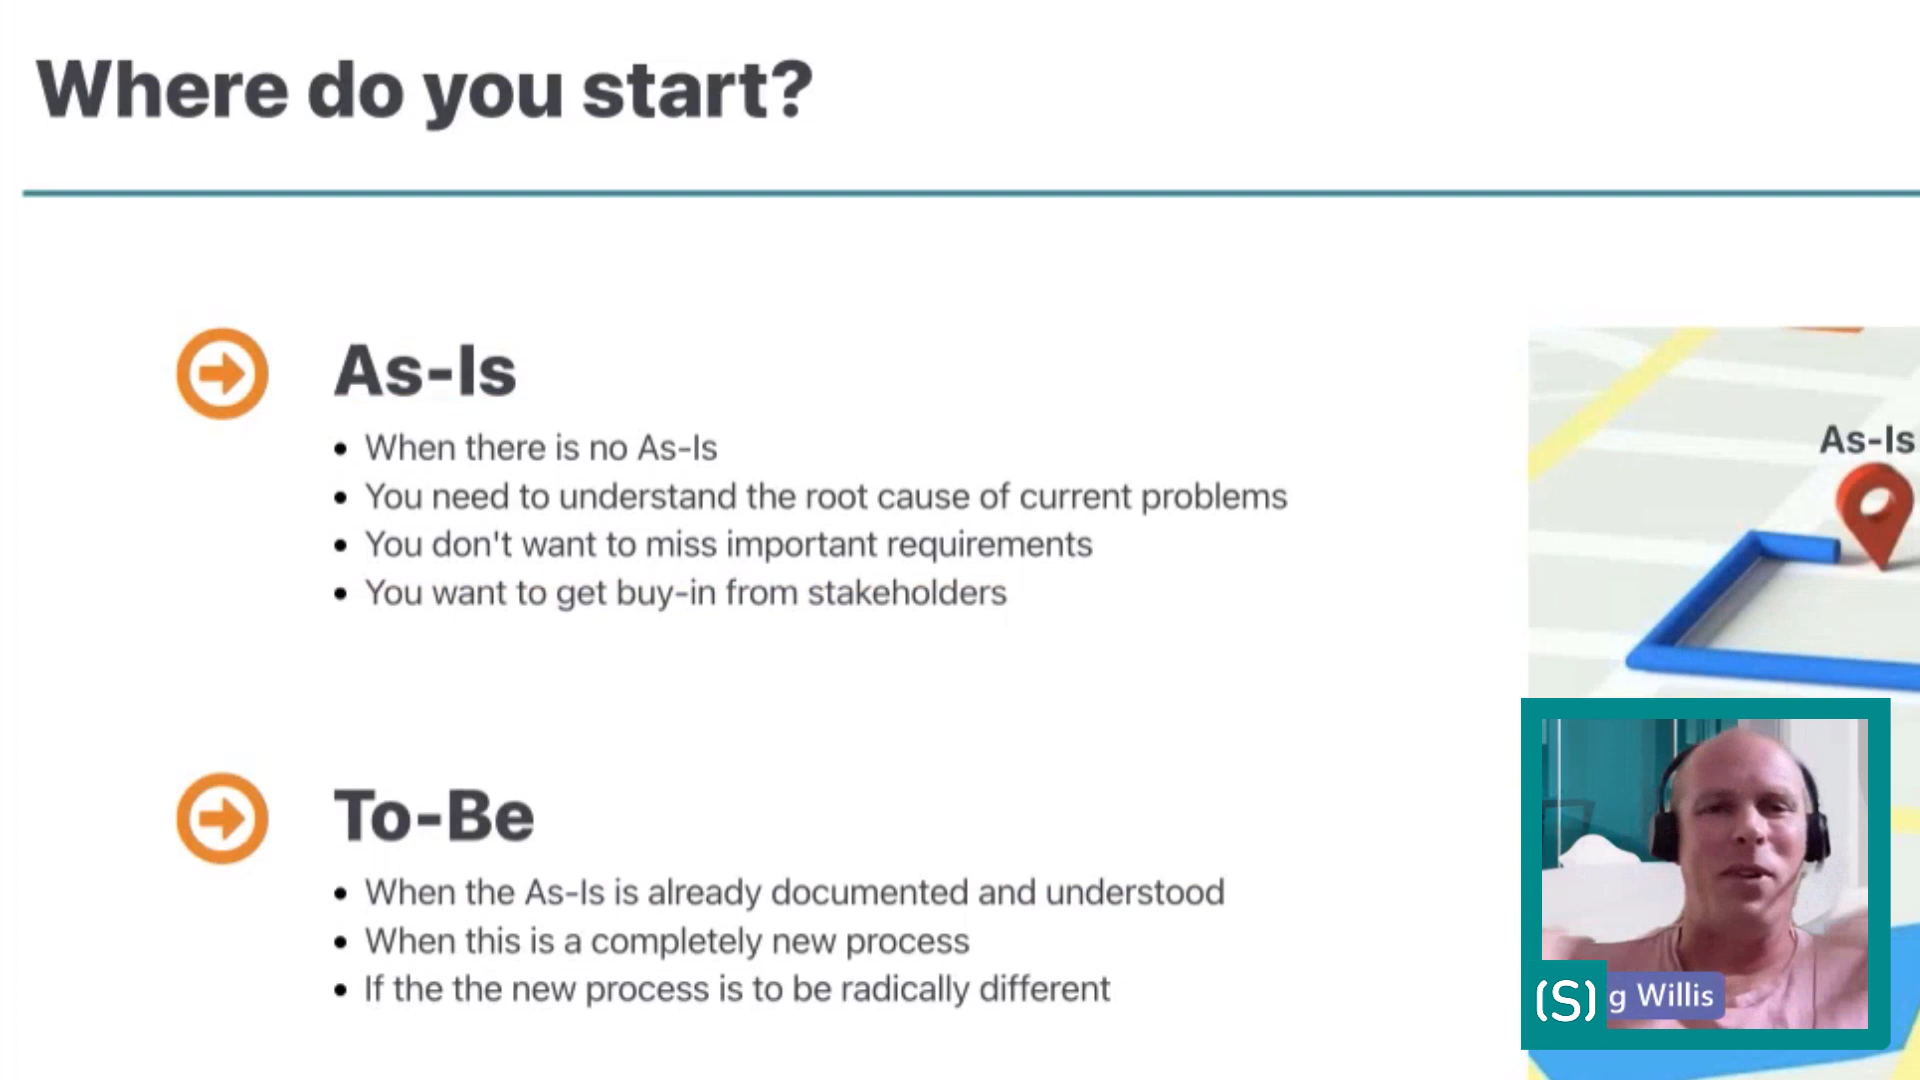 Where do you start?
As-Is
• When there is no As-Is
• You need to understand the root cause of current problems
• You don't want to miss important requirements
• You want to get buy-in from stakeholders
As-Is
To-Be
• When the As-Is is already documented and understood
• When this is a completely new process
• If the the new process is to be radically different
(S) g Willis